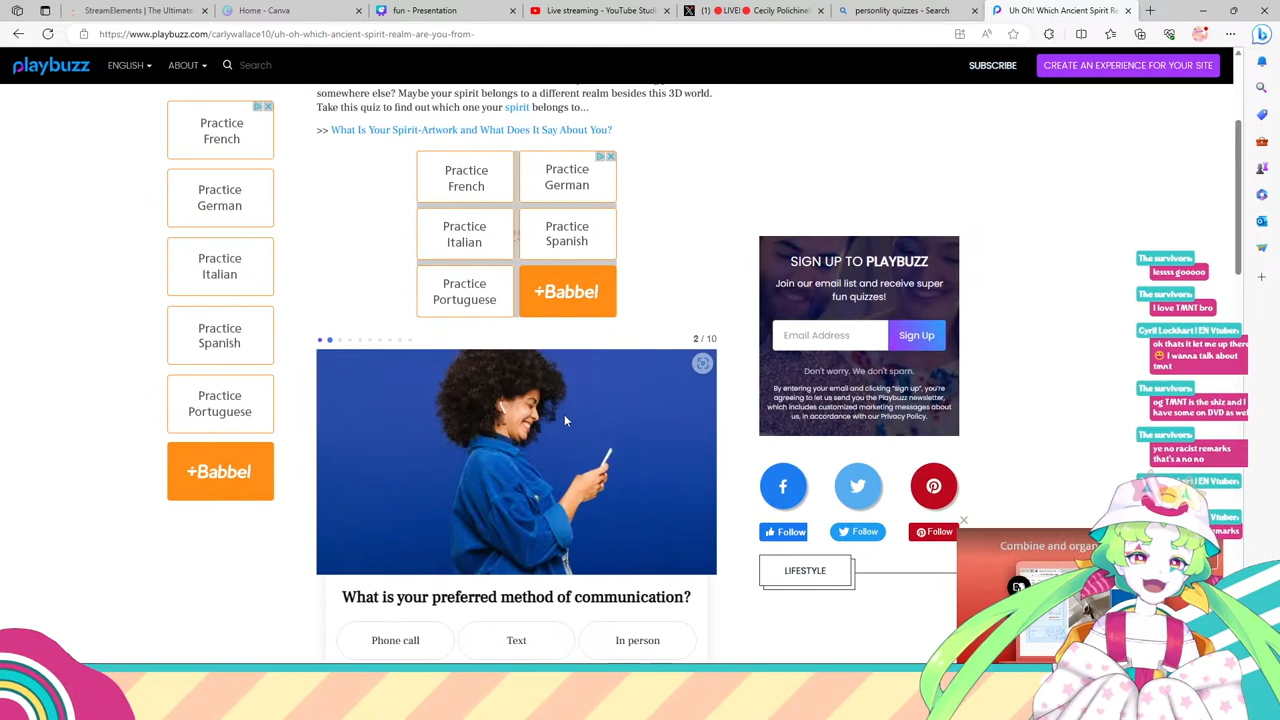 StreamElements | The Ultimate
Home - Canva
fun - Presentation
Live streaming - YouTube Studi
(1) 🔴 LIVE! 🔴 Cecily Polichinel
personlity quizzes - Search
Uh Oh! Which Ancient Spirit Re
https://www.playbuzz.com/carlywallace10/uh-oh-which-ancient-spirit-realm-are-you-from-
playbuzz
ENGLISH
ABOUT
Search
SUBSCRIBE
CREATE AN EXPERIENCE FOR YOUR SITE
somewhere else? Maybe your spirit belongs to a different realm besides this 3D world.
Take this quiz to find out which one your spirit belongs to...
>> What Is Your Spirit-Artwork and What Does It Say About You?
Practice
French
Practice
German
Practice
Italian
Practice
Spanish
Practice
Portuguese
+Babbel
Practice
French
Practice
German
Practice
Italian
Practice
Spanish
Practice
Portuguese
+Babbel
2 / 10
What is your preferred method of communication?
Phone call
Text
In person
SIGN UP TO PLAYBUZZ
Join our email list and receive super
fun quizzes!
Email Address
Sign Up
Don't worry. We don't spam.
By entering your email and clicking "sign up", you're
agreeing to let us send you the Playbuzz newsletter,
which includes customized marketing messages about
us, in accordance with our Privacy Policy.
Follow
Follow
Follow
LIFESTYLE
Combine and organ
The survivors:
lessss gooooo
The survivors:
I love TMNT bro
Cyril Lockhart | EN Vtuber:
ok thats it let me up there
😃 I wanna talk about
tmnt
The survivors:
og TMNT is the shiz and I
have some on DVD as wel
The survivors:
ye no racist remarks
that's a no no
rt | EN Vtuber:
Vtuber:
remarks